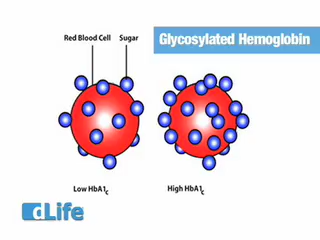 Glycosylated Hemoglobin
Red Blood Cell
Sugar
Low HbA1c
High HbA1c
dLife